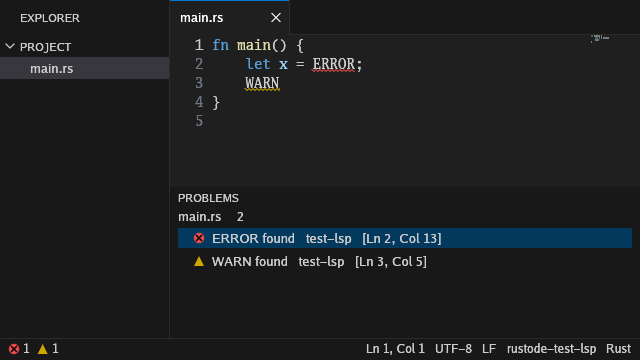 EXPLORER
PROJECT
main.rs
main.rs
1 fn main() {
2     let x = ERROR;
3     WARN
4 }
5
PROBLEMS
main.rs 2
ERROR found test-lsp [Ln 2, Col 13]
WARN found test-lsp [Ln 3, Col 5]
1 1 Ln 1, Col 1 UTF-8 LF rustode-test-lsp Rust